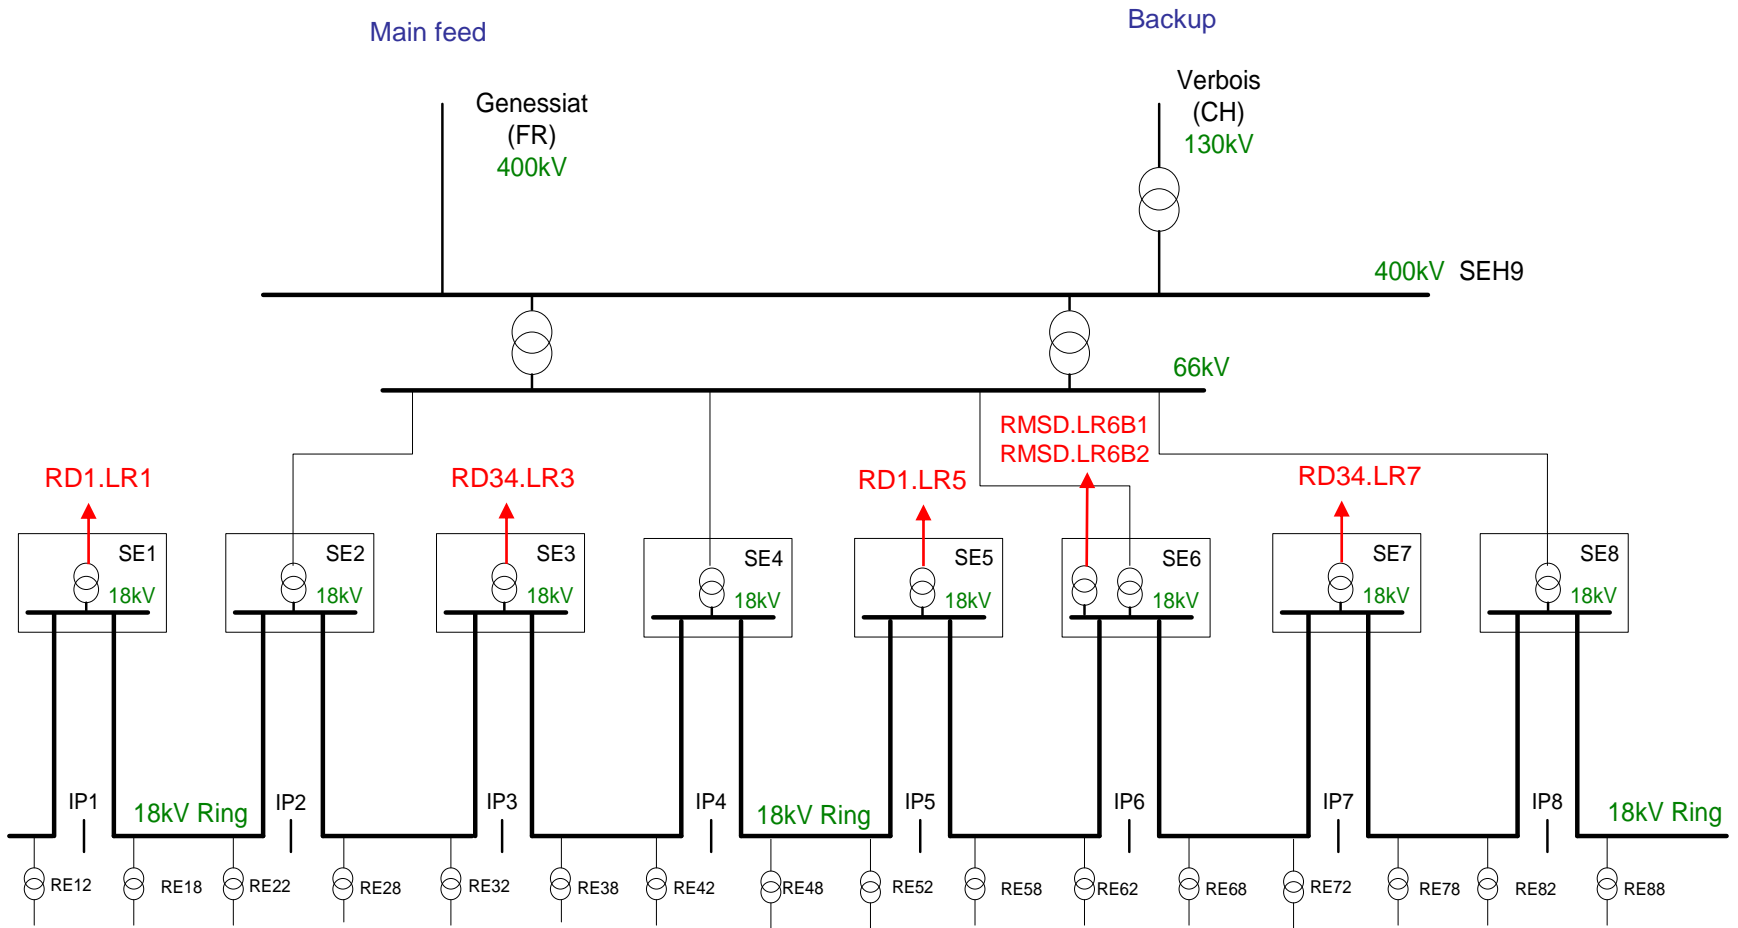 Main feed
Backup
Genessiat
(FR)
400kV
Verbois
(CH)
130kV
400kV SEH9
66kV
RMSD.LR6B1
RMSD.LR6B2
RD1.LR1
RD34.LR3
RD1.LR5
RD34.LR7
SE1
18kV
SE2
18kV
SE3
18kV
SE4
18kV
SE5
18kV
SE6
18kV
SE7
18kV
SE8
18kV
IP1
18kV Ring
IP2
IP3
IP4
18kV Ring
IP5
IP6
IP7
IP8
18kV Ring
RE12
RE18
RE22
RE28
RE32
RE38
RE42
RE48
RE52
RE58
RE62
RE68
RE72
RE78
RE82
RE88